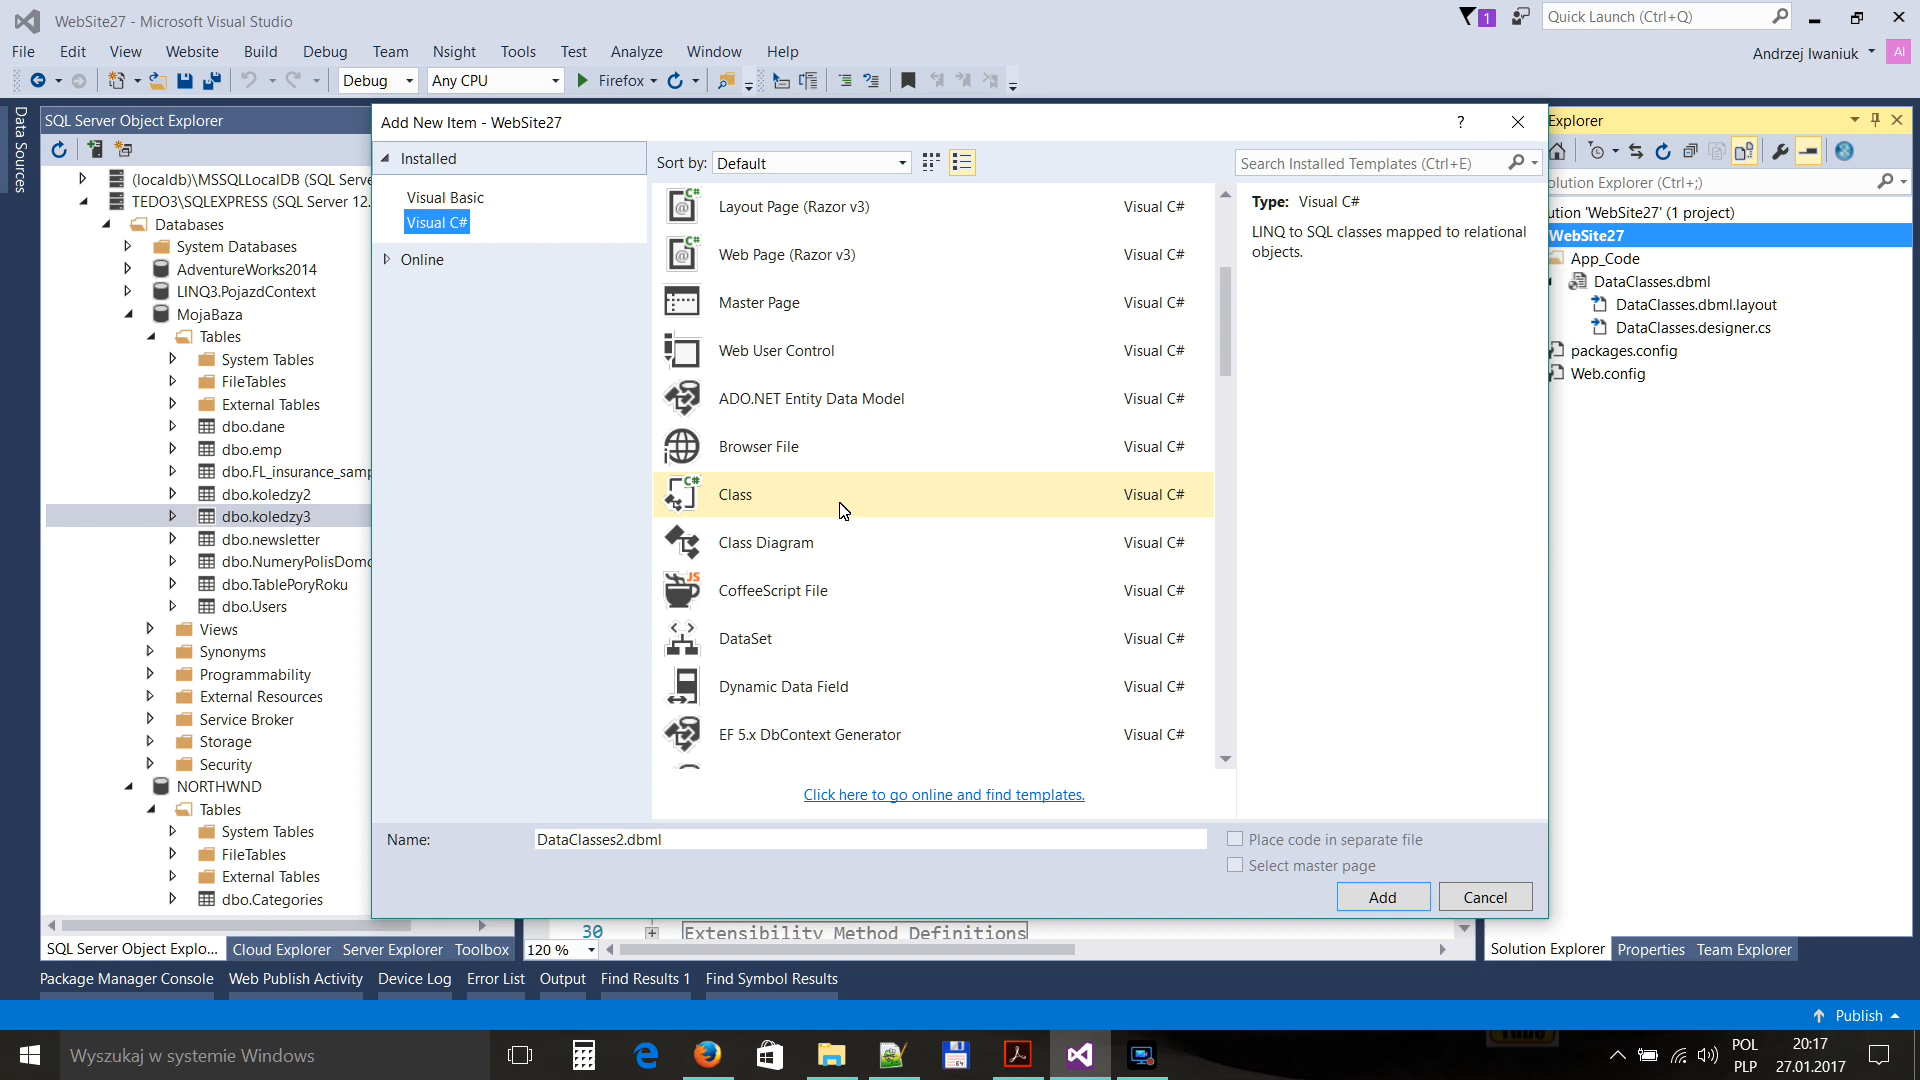 WebSite27 - Microsoft Visual Studio
1
Quick Launch (Ctrl+Q)
File Edit View Website Build Debug Team Nsight Tools Test Analyze Window Help
Andrzej Iwaniuk AI
Debug Any CPU Firefox
Data Sources
SQL Server Object Explorer
(localdb)\MSSQLLocalDB (SQL Serve
TEDO3\SQLEXPRESS (SQL Server 12.
Databases
System Databases
AdventureWorks2014
LINQ3.PojazdContext
MojaBaza
Tables
System Tables
FileTables
External Tables
dbo.dane
dbo.emp
dbo.FL_insurance_samp
dbo.koledzy2
dbo.koledzy3
dbo.newsletter
dbo.NumeryPolisDomo
dbo.TablePoryRoku
dbo.Users
Views
Synonyms
Programmability
External Resources
Service Broker
Storage
Security
NORTHWND
Tables
System Tables
FileTables
External Tables
dbo.Categories
SQL Server Object Explo... Cloud Explorer Server Explorer Toolbox
Add New Item - WebSite27
?
Installed
Visual Basic
Visual C#
Online
Sort by: Default
Search Installed Templates (Ctrl+E)
Layout Page (Razor v3) Visual C#
Web Page (Razor v3) Visual C#
Master Page Visual C#
Web User Control Visual C#
ADO.NET Entity Data Model Visual C#
Browser File Visual C#
Class Visual C#
Class Diagram Visual C#
CoffeeScript File Visual C#
DataSet Visual C#
Dynamic Data Field Visual C#
EF 5.x DbContext Generator Visual C#
Click here to go online and find templates.
Type: Visual C#
LINQ to SQL classes mapped to relational
objects.
Name: DataClasses2.dbml
Place code in separate file
Select master page
Add Cancel
30 Extensibility Method Definitions
120 %
Explorer
olution Explorer (Ctrl+;)
ution 'WebSite27' (1 project)
WebSite27
App_Code
DataClasses.dbml
DataClasses.dbml.layout
DataClasses.designer.cs
packages.config
Web.config
Solution Explorer Properties Team Explorer
Package Manager Console Web Publish Activity Device Log Error List Output Find Results 1 Find Symbol Results
Publish
Wyszukaj w systemie Windows
64
POL
PLP
20:17
27.01.2017